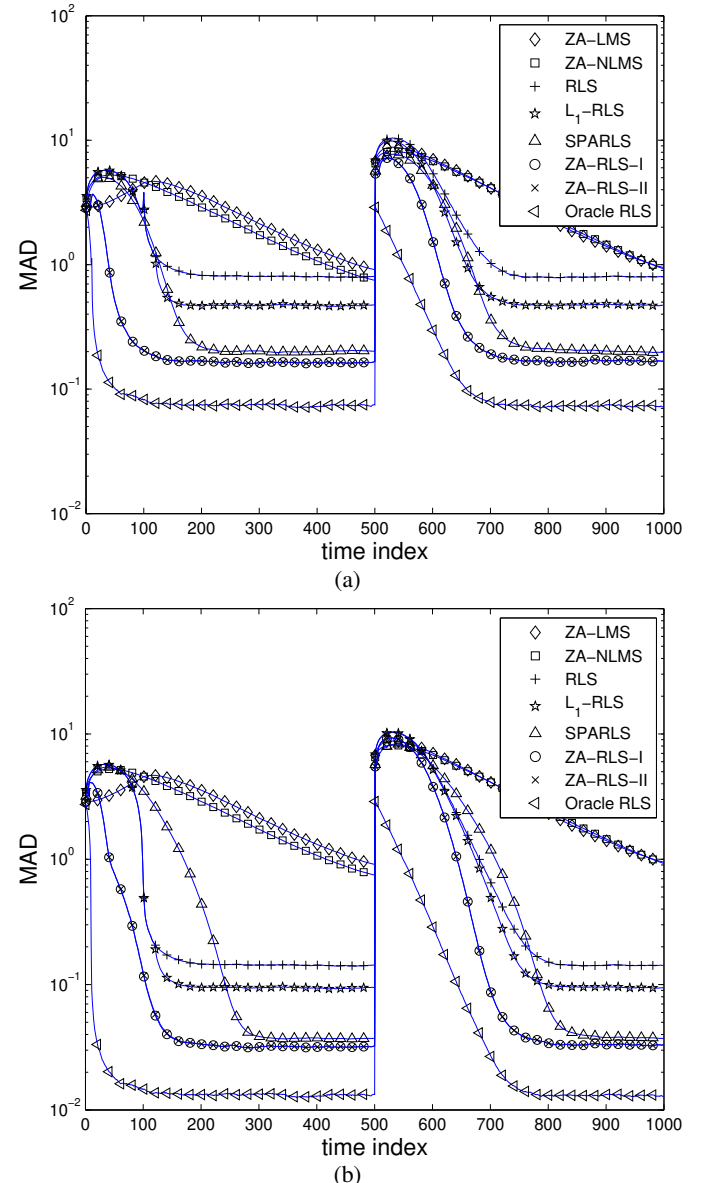 10^2
10^1
10^0
10^-1
10^-2
MAD
0 100 200 300 400 500 600 700 800 900 1000
time index
ZA-LMS
ZA-NLMS
RLS
L_1-RLS
SPARLS
ZA-RLS-I
ZA-RLS-II
Oracle RLS
(a)
10^2
10^1
10^0
10^-1
10^-2
MAD
0 100 200 300 400 500 600 700 800 900 1000
time index
ZA-LMS
ZA-NLMS
RLS
L_1-RLS
SPARLS
ZA-RLS-I
ZA-RLS-II
Oracle RLS
(b)